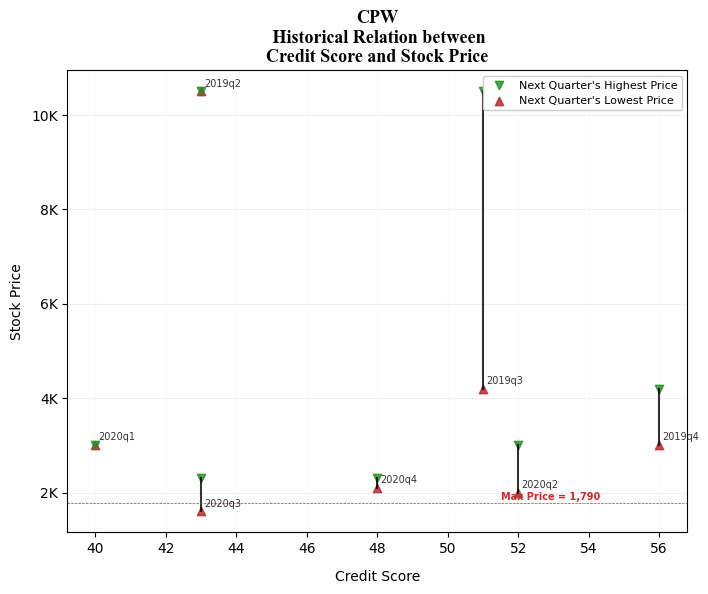 CPW
Historical Relation between
Credit Score and Stock Price
Next Quarter's Highest Price
Next Quarter's Lowest Price
2019q2
10K
8K
6K
4K
2K
Stock Price
2019q3
2020q1
2019q4
2020q4
2020q2
Max Price = 1,790
2020q3
40 42 44 46 48 50 52 54 56
Credit Score